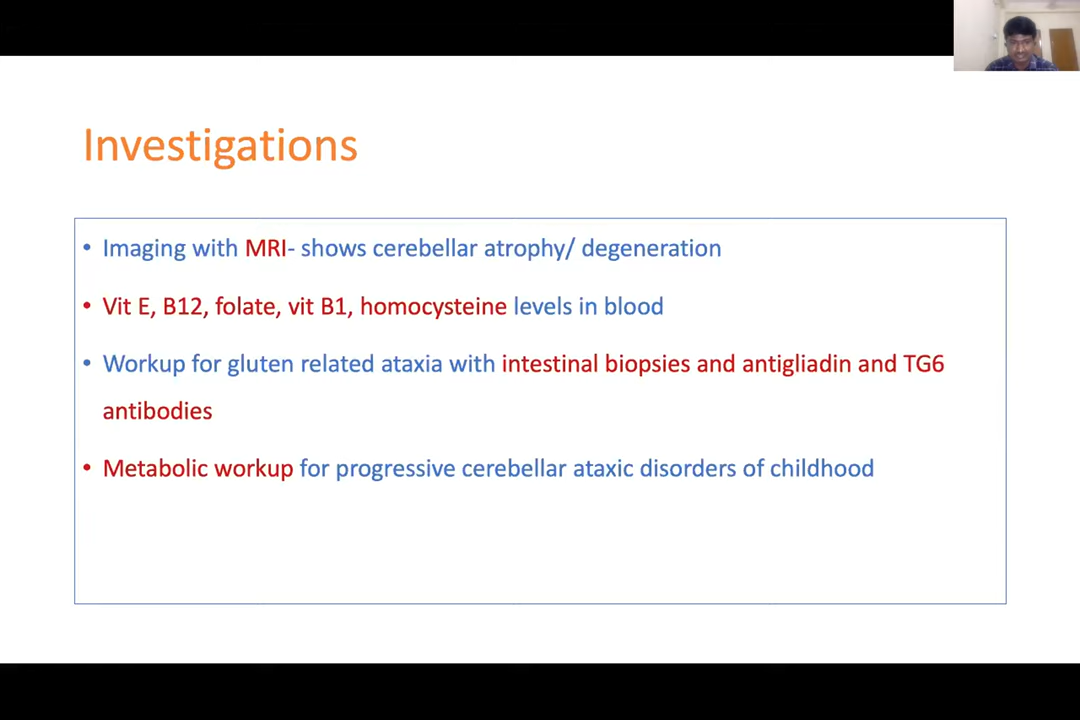 Investigations
• Imaging with MRI- shows cerebellar atrophy/ degeneration
• Vit E, B12, folate, vit B1, homocysteine levels in blood
• Workup for gluten related ataxia with intestinal biopsies and antigliadin and TG6
antibodies
• Metabolic workup for progressive cerebellar ataxic disorders of childhood